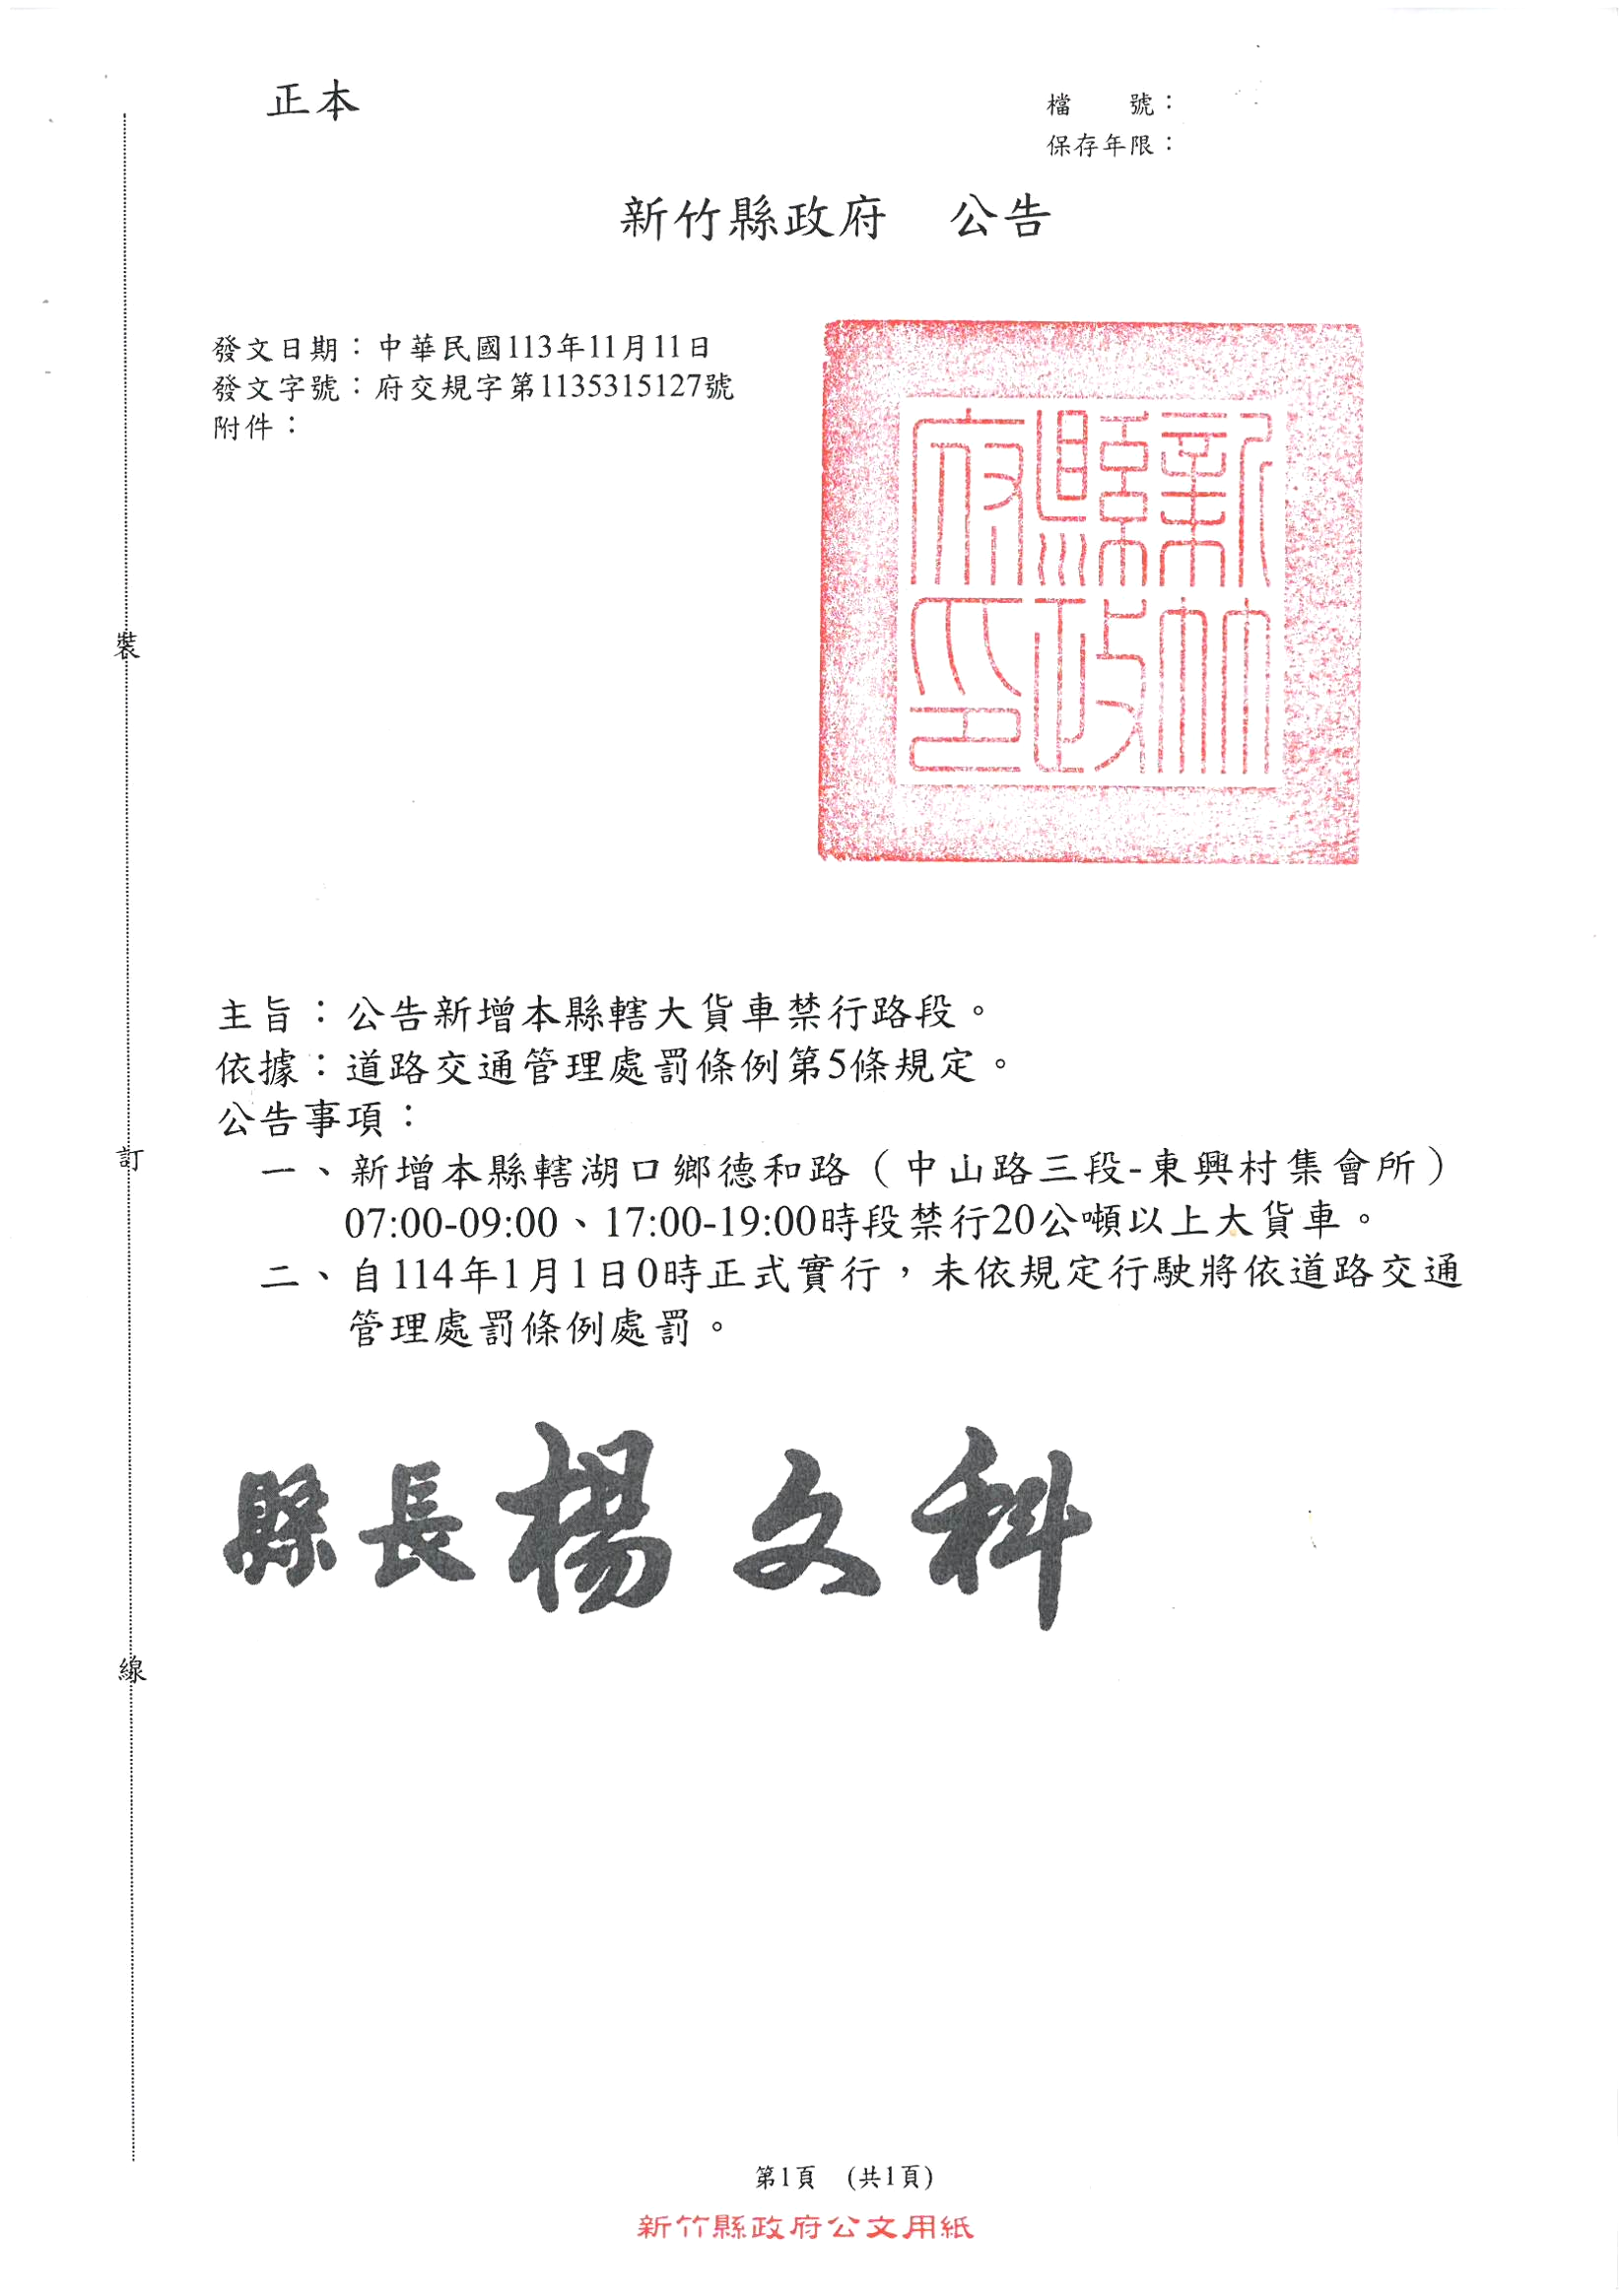 正本
檔　　號：
保存年限：
新竹縣政府　公告
發文日期：中華民國113年11月11日
發文字號：府交規字第1135315127號
附件：
新竹縣政府印
主旨：公告新增本縣轄大貨車禁行路段。
依據：道路交通管理處罰條例第5條規定。
公告事項：
一、新增本縣轄湖口鄉德和路（中山路三段-東興村集會所）
07:00-09:00、17:00-19:00時段禁行20公噸以上大貨車。
二、自114年1月1日0時正式實行，未依規定行駛將依道路交通
管理處罰條例處罰。
縣長楊文科
裝
訂
線
第1頁　(共1頁)
新竹縣政府公文用紙